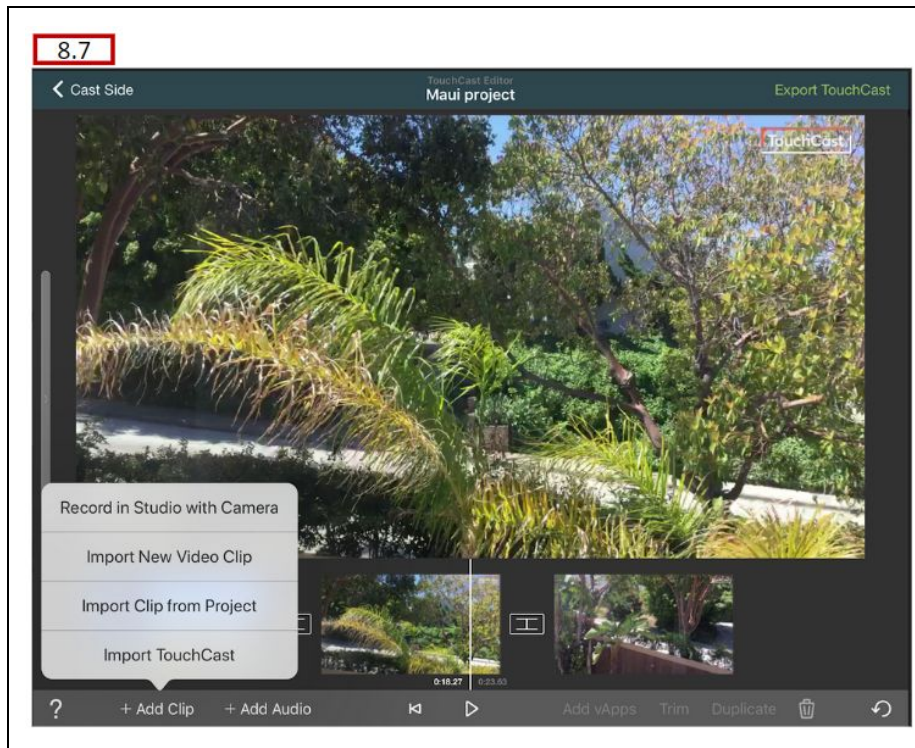 8.7
Cast Side
TouchCast Editor
Maui project
Export TouchCast
TouchCast
Record in Studio with Camera
Import New Video Clip
Import Clip from Project
Import TouchCast
0:18.27 0:23.60
? + Add Clip + Add Audio Add vApps Trim Duplicate